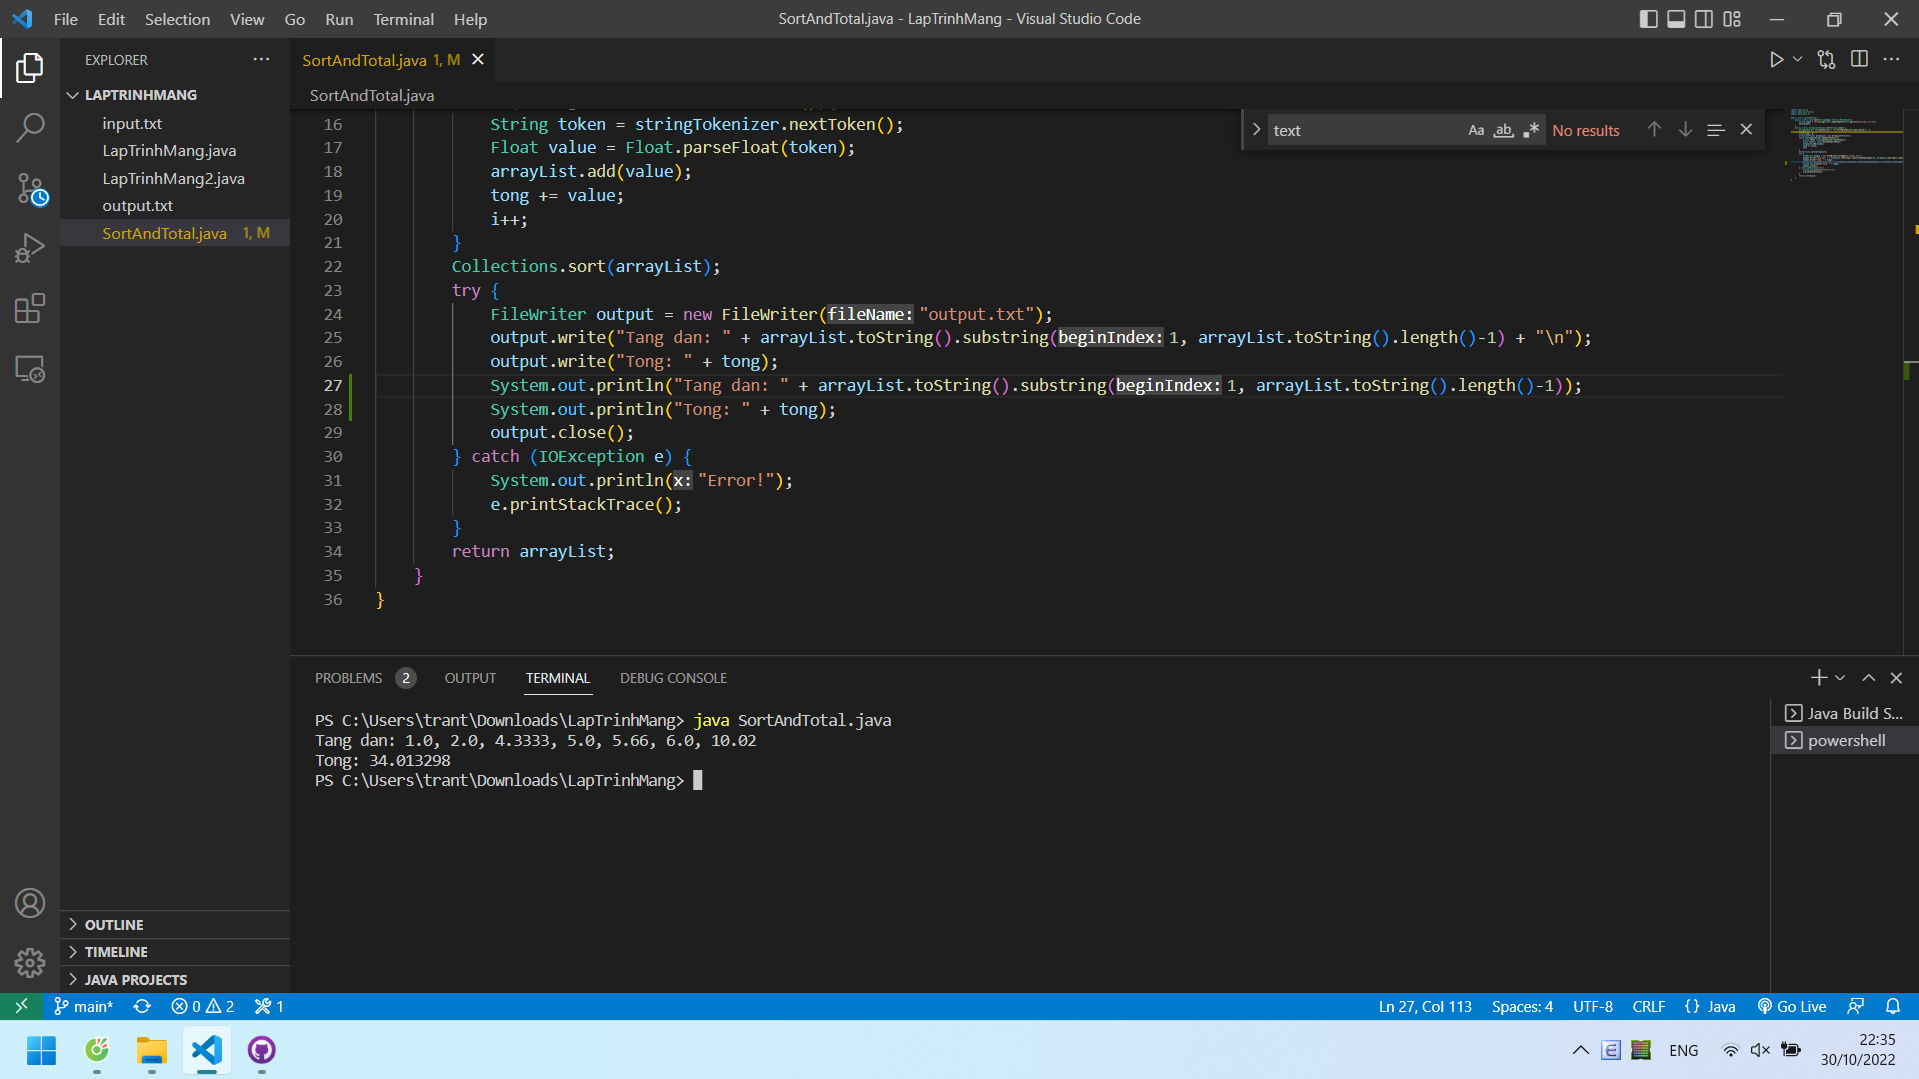 File Edit Selection View Go Run Terminal Help
SortAndTotal.java - LapTrinhMang - Visual Studio Code
EXPLORER
LAPTRINHMANG
input.txt
LapTrinhMang.java
LapTrinhMang2.java
output.txt
SortAndTotal.java 1, M
OUTLINE
TIMELINE
JAVA PROJECTS
SortAndTotal.java 1, M
SortAndTotal.java
text
Aa ab .* No results
16 String token = stringTokenizer.nextToken();
17 Float value = Float.parseFloat(token);
18 arrayList.add(value);
19 tong += value;
20 i++;
21 }
22 Collections.sort(arrayList);
23 try {
24 FileWriter output = new FileWriter(fileName: "output.txt");
25 output.write("Tang dan: " + arrayList.toString().substring(beginIndex: 1, arrayList.toString().length()-1) + "\n");
26 output.write("Tong: " + tong);
27 System.out.println("Tang dan: " + arrayList.toString().substring(beginIndex: 1, arrayList.toString().length()-1));
28 System.out.println("Tong: " + tong);
29 output.close();
30 } catch (IOException e) {
31 System.out.println(x: "Error!");
32 e.printStackTrace();
33 }
34 return arrayList;
35 }
36 }
PROBLEMS 2 OUTPUT TERMINAL DEBUG CONSOLE
PS C:\Users\trant\Downloads\LapTrinhMang> java SortAndTotal.java
Tang dan: 1.0, 2.0, 4.3333, 5.0, 5.66, 6.0, 10.02
Tong: 34.013298
PS C:\Users\trant\Downloads\LapTrinhMang>
Java Build S...
powershell
main* 0 2 1
Ln 27, Col 113 Spaces: 4 UTF-8 CRLF {} Java Go Live
ENG
22:35
30/10/2022